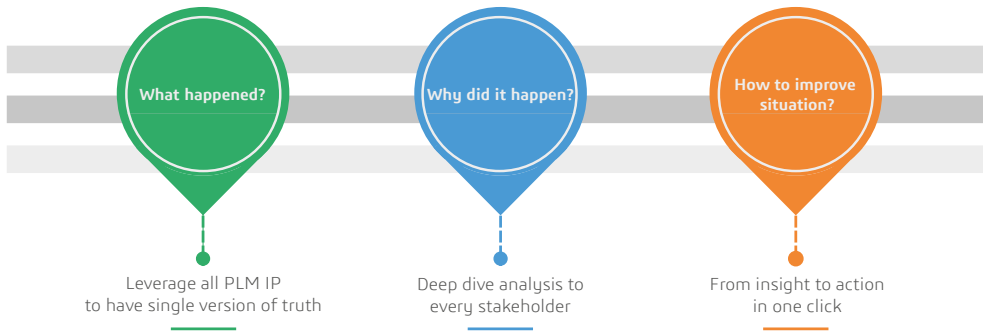 What happened?
Why did it happen?
How to improve
situation?
Leverage all PLM IP
to have single version of truth
Deep dive analysis to
every stakeholder
From insight to action
in one click